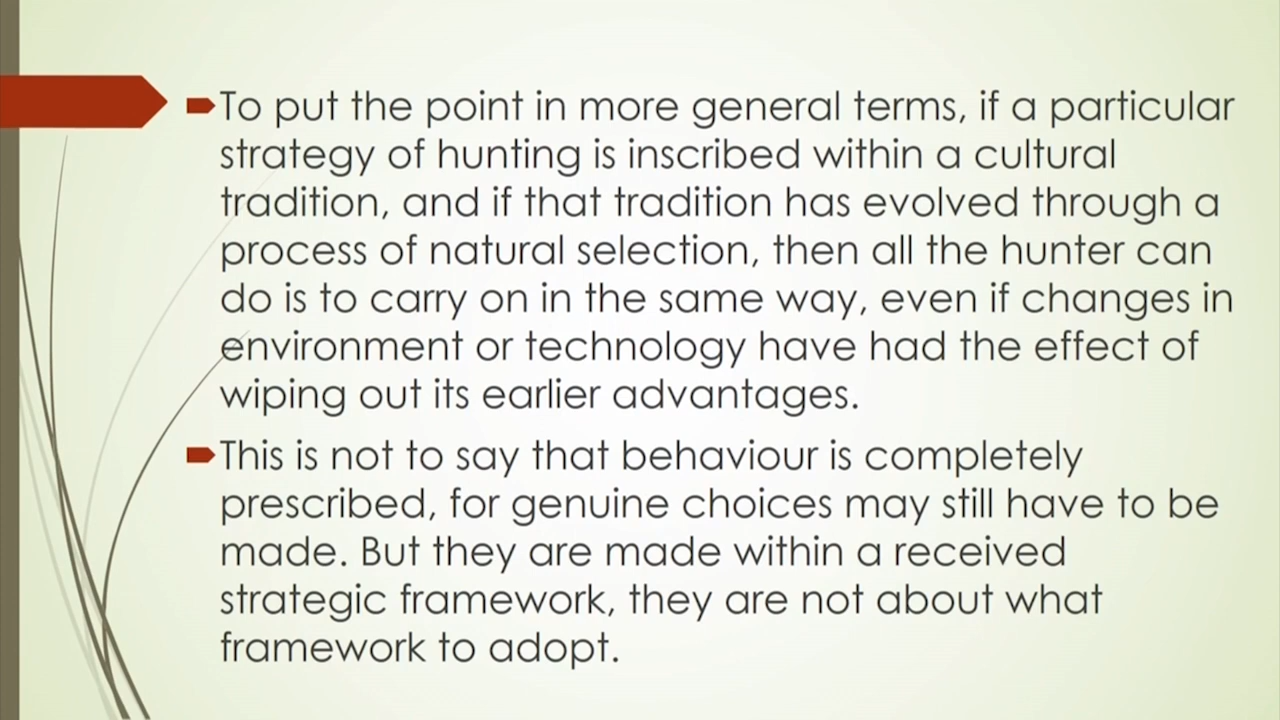 To put the point in more general terms, if a particular
strategy of hunting is inscribed within a cultural
tradition, and if that tradition has evolved through a
process of natural selection, then all the hunter can
do is to carry on in the same way, even if changes in
environment or technology have had the effect of
wiping out its earlier advantages.
This is not to say that behaviour is completely
prescribed, for genuine choices may still have to be
made. But they are made within a received
strategic framework, they are not about what
framework to adopt.